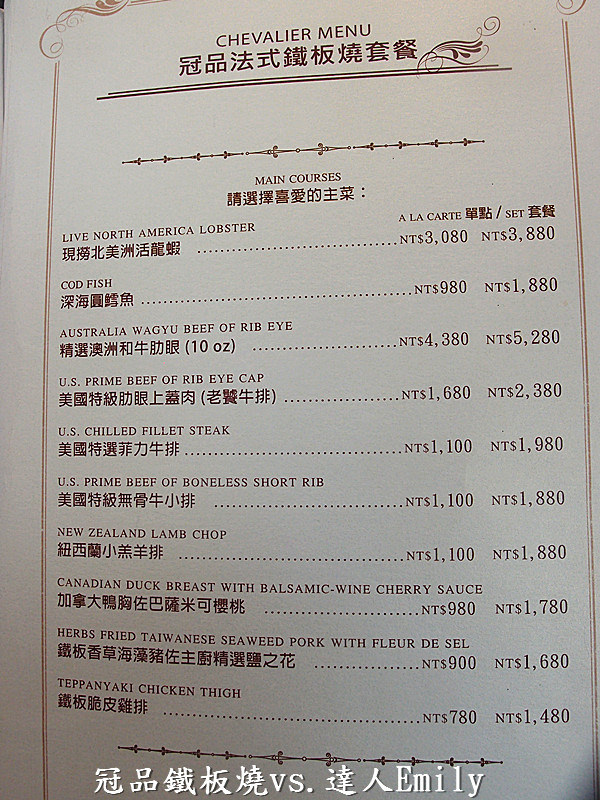 CHEVALIER MENU
冠品法式鐵板燒套餐
MAIN COURSES
請選擇喜愛的主菜：
A LA CARTE 單點 / SET 套餐
LIVE NORTH AMERICA LOBSTER
現撈北美洲活龍蝦 NT$3,080 NT$3,880
COD FISH
深海圓鱈魚 NT$980 NT$1,880
AUSTRALIA WAGYU BEEF OF RIB EYE
精選澳洲和牛肋眼 (10 oz) NT$4,380 NT$5,280
U.S. PRIME BEEF OF RIB EYE CAP
美國特級肋眼上蓋肉 (老饕牛排) NT$1,680 NT$2,380
U.S. CHILLED FILLET STEAK
美國特選菲力牛排 NT$1,100 NT$1,980
U.S. PRIME BEEF OF BONELESS SHORT RIB
美國特級無骨牛小排 NT$1,100 NT$1,880
NEW ZEALAND LAMB CHOP
紐西蘭小羔羊排 NT$1,100 NT$1,880
CANADIAN DUCK BREAST WITH BALSAMIC-WINE CHERRY SAUCE
加拿大鴨胸佐巴薩米可櫻桃 NT$980 NT$1,780
HERBS FRIED TAIWANESE SEAWEED PORK WITH FLEUR DE SEL
鐵板香草海藻豬佐主廚精選鹽之花 NT$900 NT$1,680
TEPPANYAKI CHICKEN THIGH
鐵板脆皮雞排 NT$780 NT$1,480
冠品鐵板燒vs.達人Emily